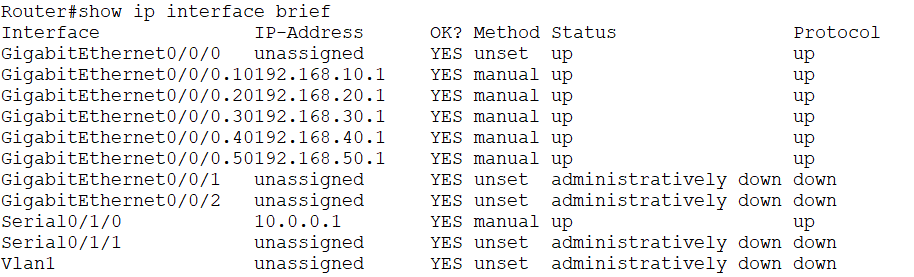 Router#show ip interface brief
Interface              IP-Address      OK? Method Status                Protocol
GigabitEthernet0/0/0   unassigned      YES unset  up                    up
GigabitEthernet0/0/0.10192.168.10.1    YES manual up                    up
GigabitEthernet0/0/0.20192.168.20.1    YES manual up                    up
GigabitEthernet0/0/0.30192.168.30.1    YES manual up                    up
GigabitEthernet0/0/0.40192.168.40.1    YES manual up                    up
GigabitEthernet0/0/0.50192.168.50.1    YES manual up                    up
GigabitEthernet0/0/1   unassigned      YES unset  administratively down down
GigabitEthernet0/0/2   unassigned      YES unset  administratively down down
Serial0/1/0            10.0.0.1        YES manual up                    up
Serial0/1/1            unassigned      YES unset  administratively down down
Vlan1                  unassigned      YES unset  administratively down down